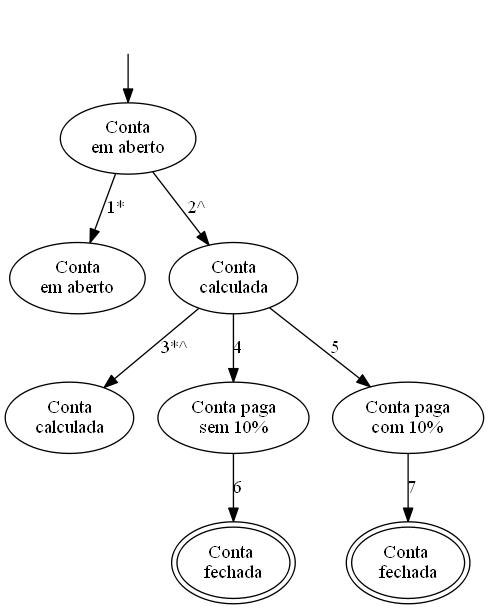 Conta
em aberto
1*
2^
Conta
em aberto
Conta
calculada
3*^
4
5
Conta
calculada
Conta paga
sem 10%
Conta paga
com 10%
6
7
Conta
fechada
Conta
fechada